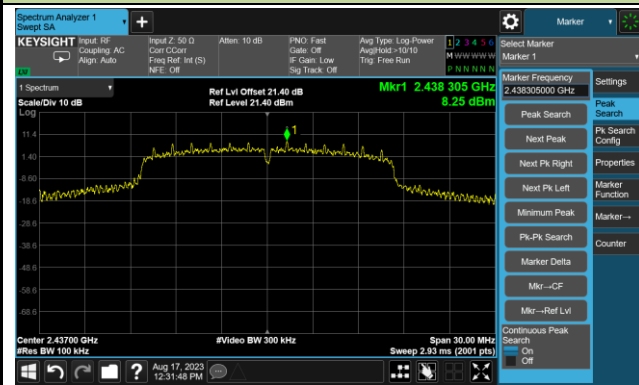 Spectrum Analyzer 1
Swept SA
Marker
KEYSIGHT
Input: RF
Coupling: AC
Align: Auto
Input Z: 50 Ω
Corr CCorr
Freq Ref: Int (S)
NFE: Off
Atten: 10 dB
PNO: Fast
Gate: Off
IF Gain: Low
Sig Track: Off
Avg Type: Log-Power
Avg|Hold:>10/10
Trig: Free Run
1 2 3 4 5 6
M W W W W W
P N N N N N
Select Marker
Marker 1
1 Spectrum
Scale/Div 10 dB
Ref Lvl Offset 21.40 dB
Ref Level 21.40 dBm
Mkr1 2.438 305 GHz
8.25 dBm
Log
11.4
1.40
-8.60
-18.6
-28.6
-38.6
-48.6
-58.6
-68.6
1
Center 2.43700 GHz
#Res BW 100 kHz
#Video BW 300 kHz
Span 30.00 MHz
Sweep 2.93 ms (2001 pts)
Marker Frequency
2.438305000 GHz
Peak Search
Next Peak
Next Pk Right
Next Pk Left
Minimum Peak
Pk-Pk Search
Marker Delta
Mkr→CF
Mkr→Ref Lvl
Continuous Peak
Search
On
Off
Settings
Peak
Search
Pk Search
Config
Properties
Marker
Function
Marker→
Counter
Aug 17, 2023
12:31:48 PM